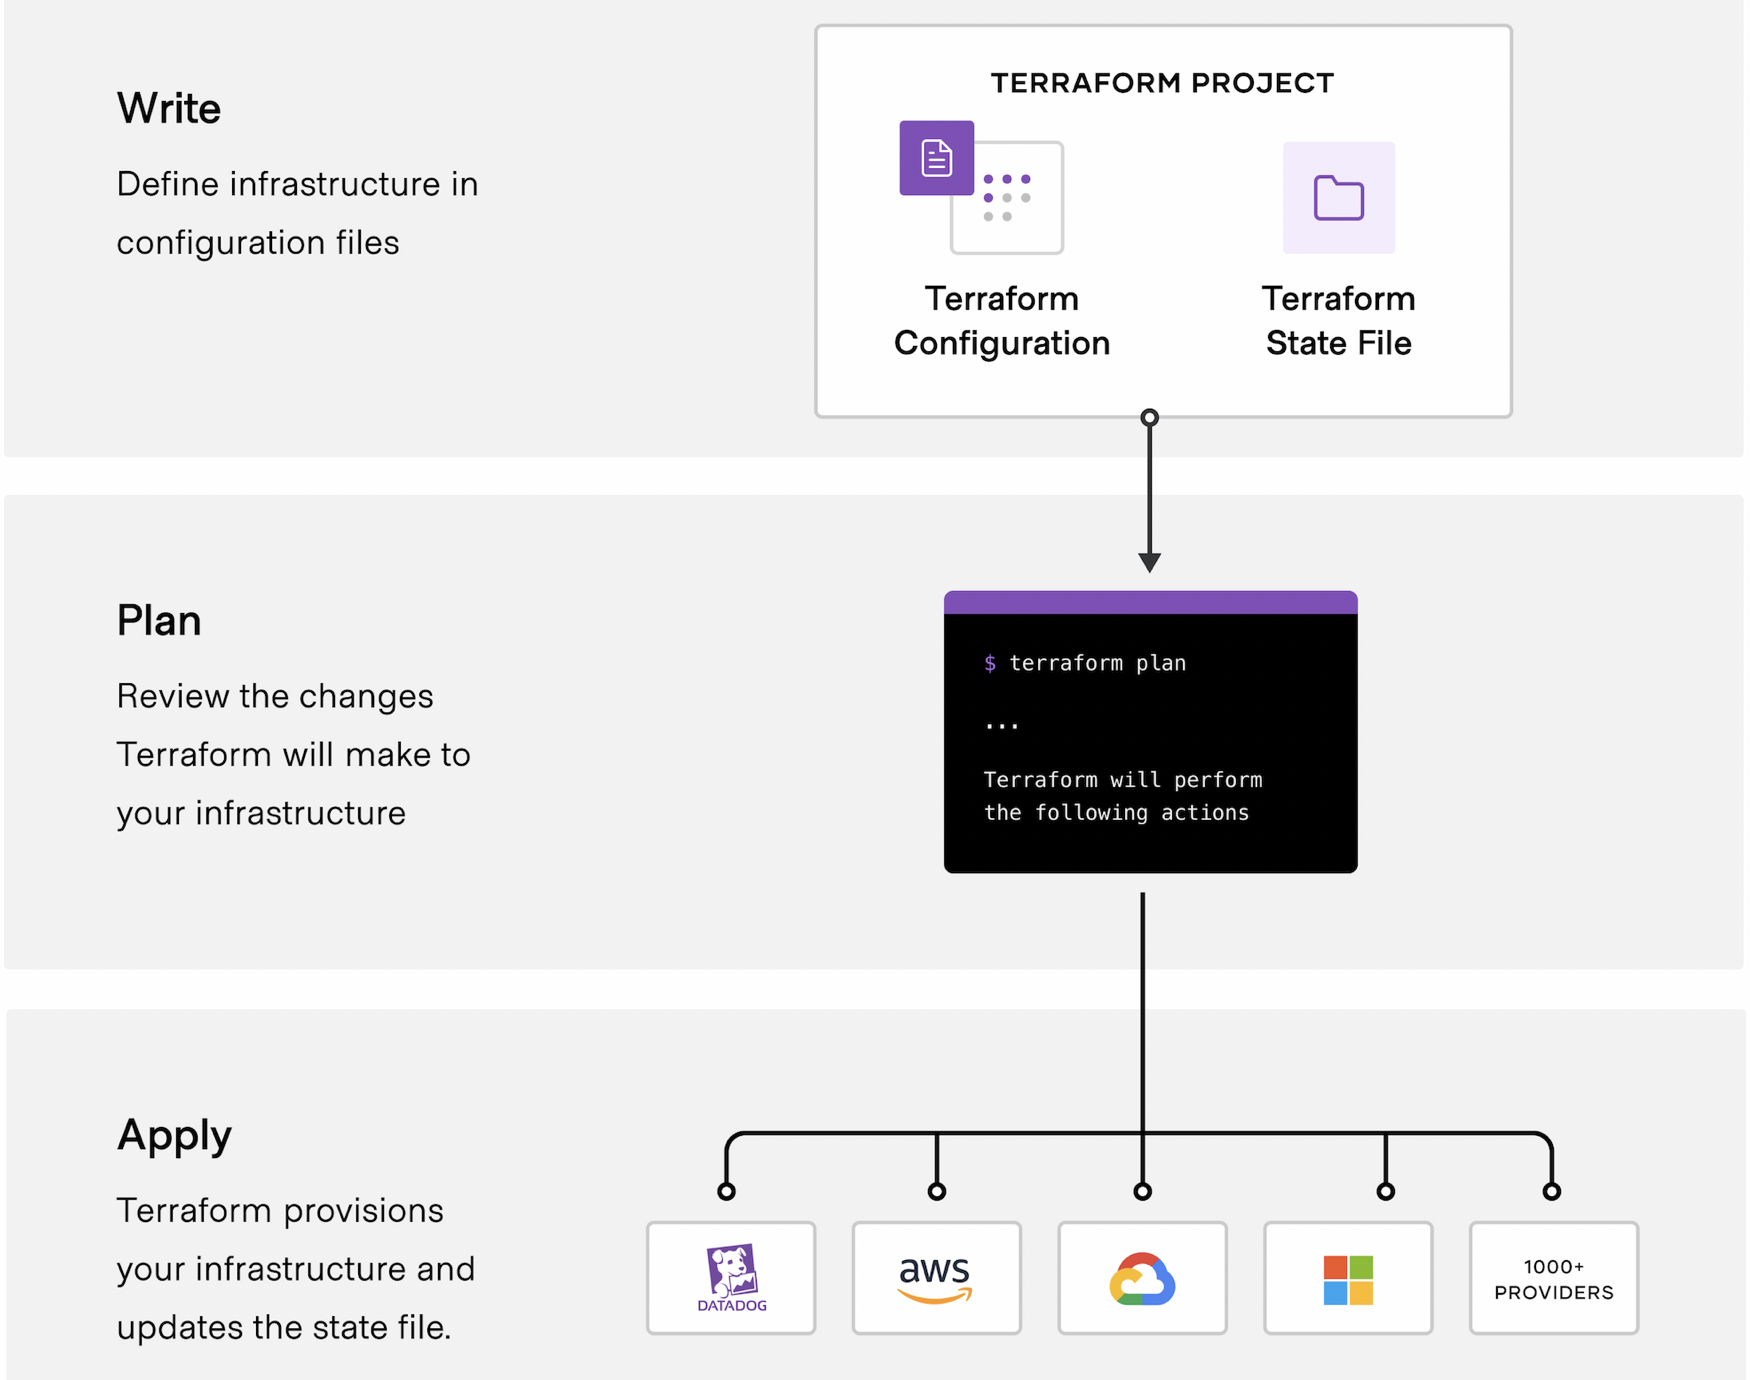 Write
Define infrastructure in
configuration files
TERRAFORM PROJECT
Terraform
Configuration
Terraform
State File
Plan
Review the changes
Terraform will make to
your infrastructure
$ terraform plan
...
Terraform will perform
the following actions
Apply
Terraform provisions
your infrastructure and
updates the state file.
DATADOG
aws
1000+
PROVIDERS